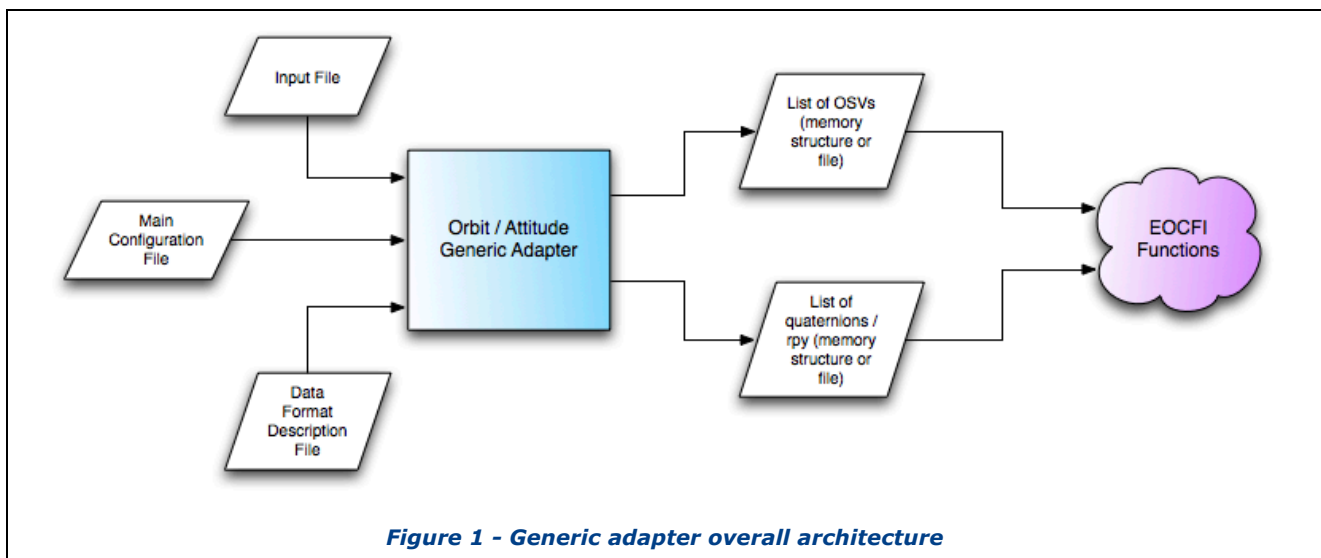 Input File
Main
Configuration
File
Data
Format
Description
File
Orbit / Attitude
Generic Adapter
List of OSVs
(memory
structure or
file)
List of
quaternions /
rpy (memory
structure or
file)
EOCFI
Functions
Figure 1 - Generic adapter overall architecture